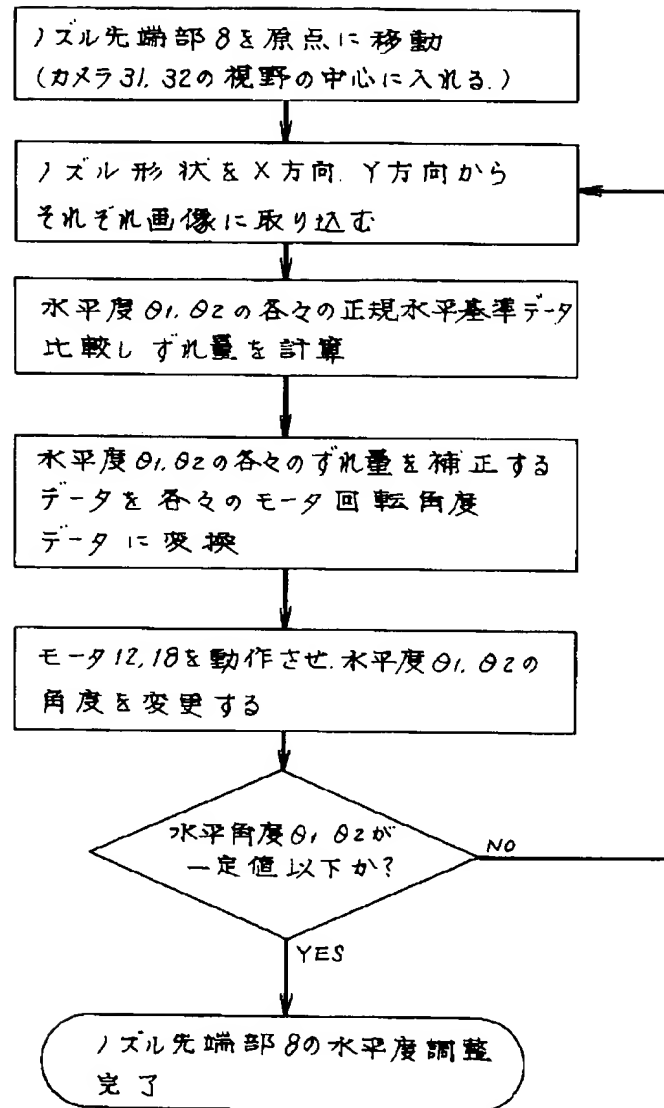 ノズル先端部8を原点に移動
(カメラ31.32の視野の中心に入れる.)
ノズル形状をX方向.Y方向から
それぞれ画像に取り込む
水平度θ1.θ2の各々の正規水平基準データ
比較しずれ量を計算
水平度θ1.θ2の各々のずれ量を補正する
データを各々のモータ回転角度
データに変換
モータ12,18を動作させ.水平度θ1.θ2の
角度を変更する
水平角度θ1 θ2が
一定値以下か?
NO
YES
ノズル先端部8の水平度調整
完了